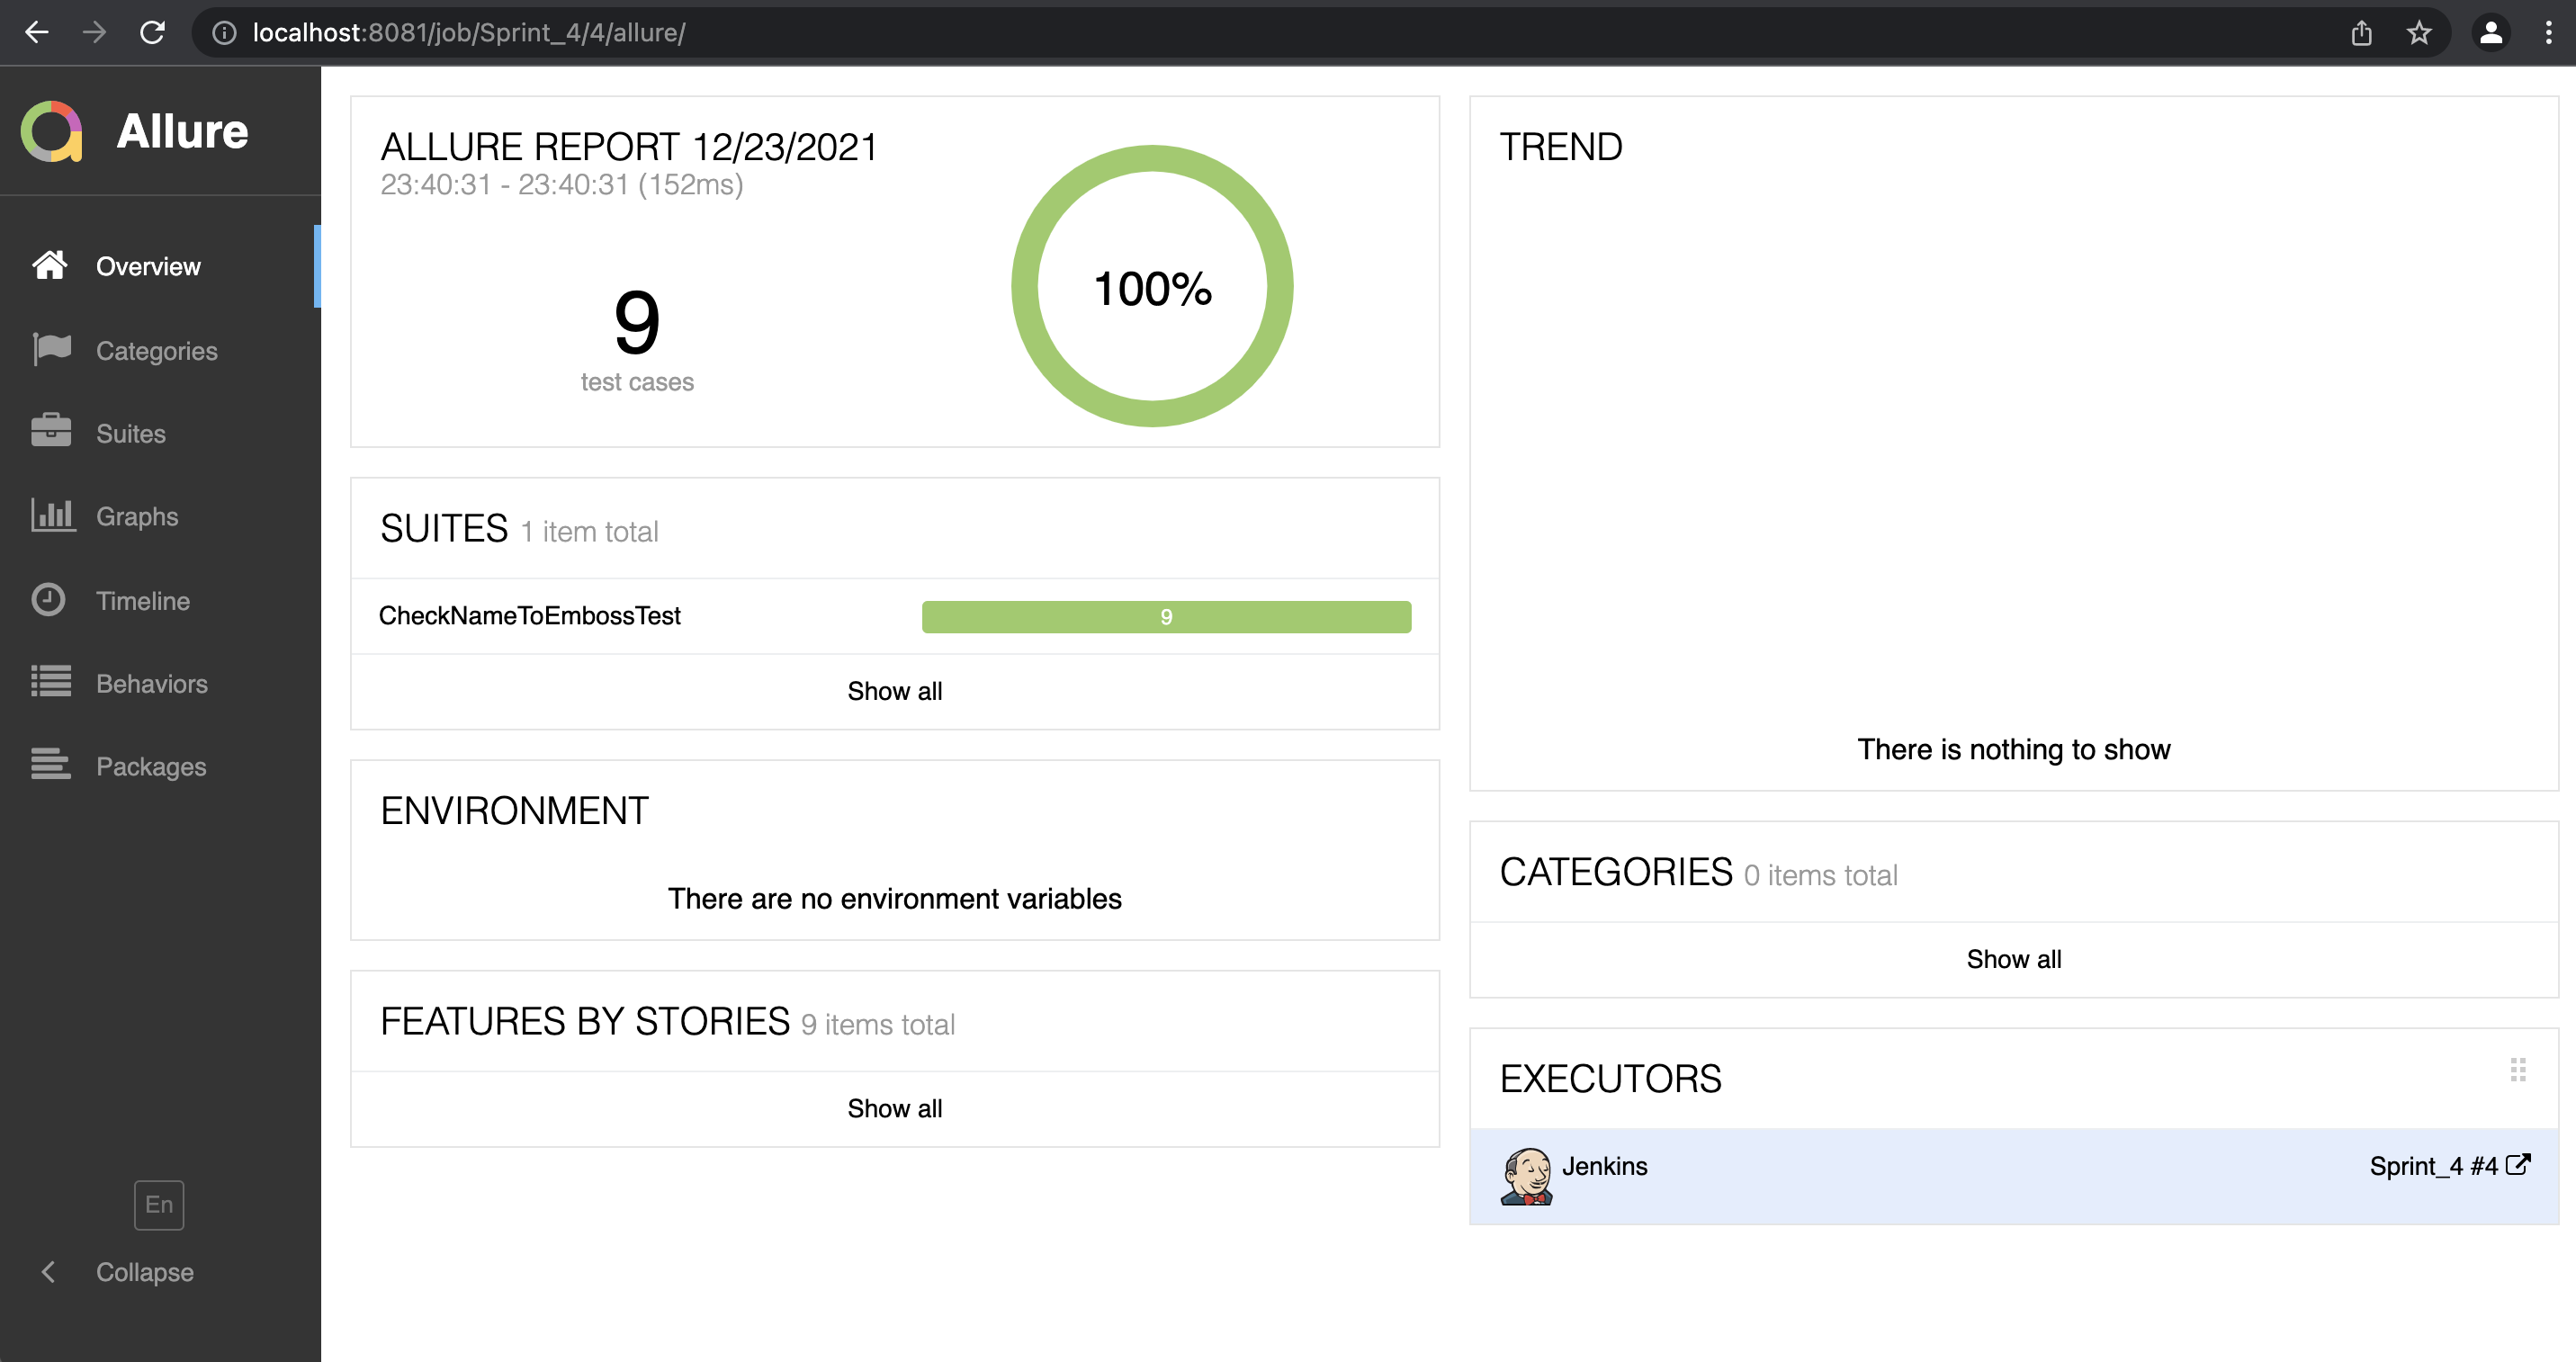 localhost:8081/job/Sprint_4/4/allure/
Allure
Overview
Categories
Suites
Graphs
Timeline
Behaviors
Packages
En
Collapse
ALLURE REPORT 12/23/2021
23:40:31 - 23:40:31 (152ms)
9
test cases
100%
SUITES 1 item total
CheckNameToEmbossTest 9
Show all
ENVIRONMENT
There are no environment variables
FEATURES BY STORIES 9 items total
Show all
TREND
There is nothing to show
CATEGORIES 0 items total
Show all
EXECUTORS
Jenkins Sprint_4 #4